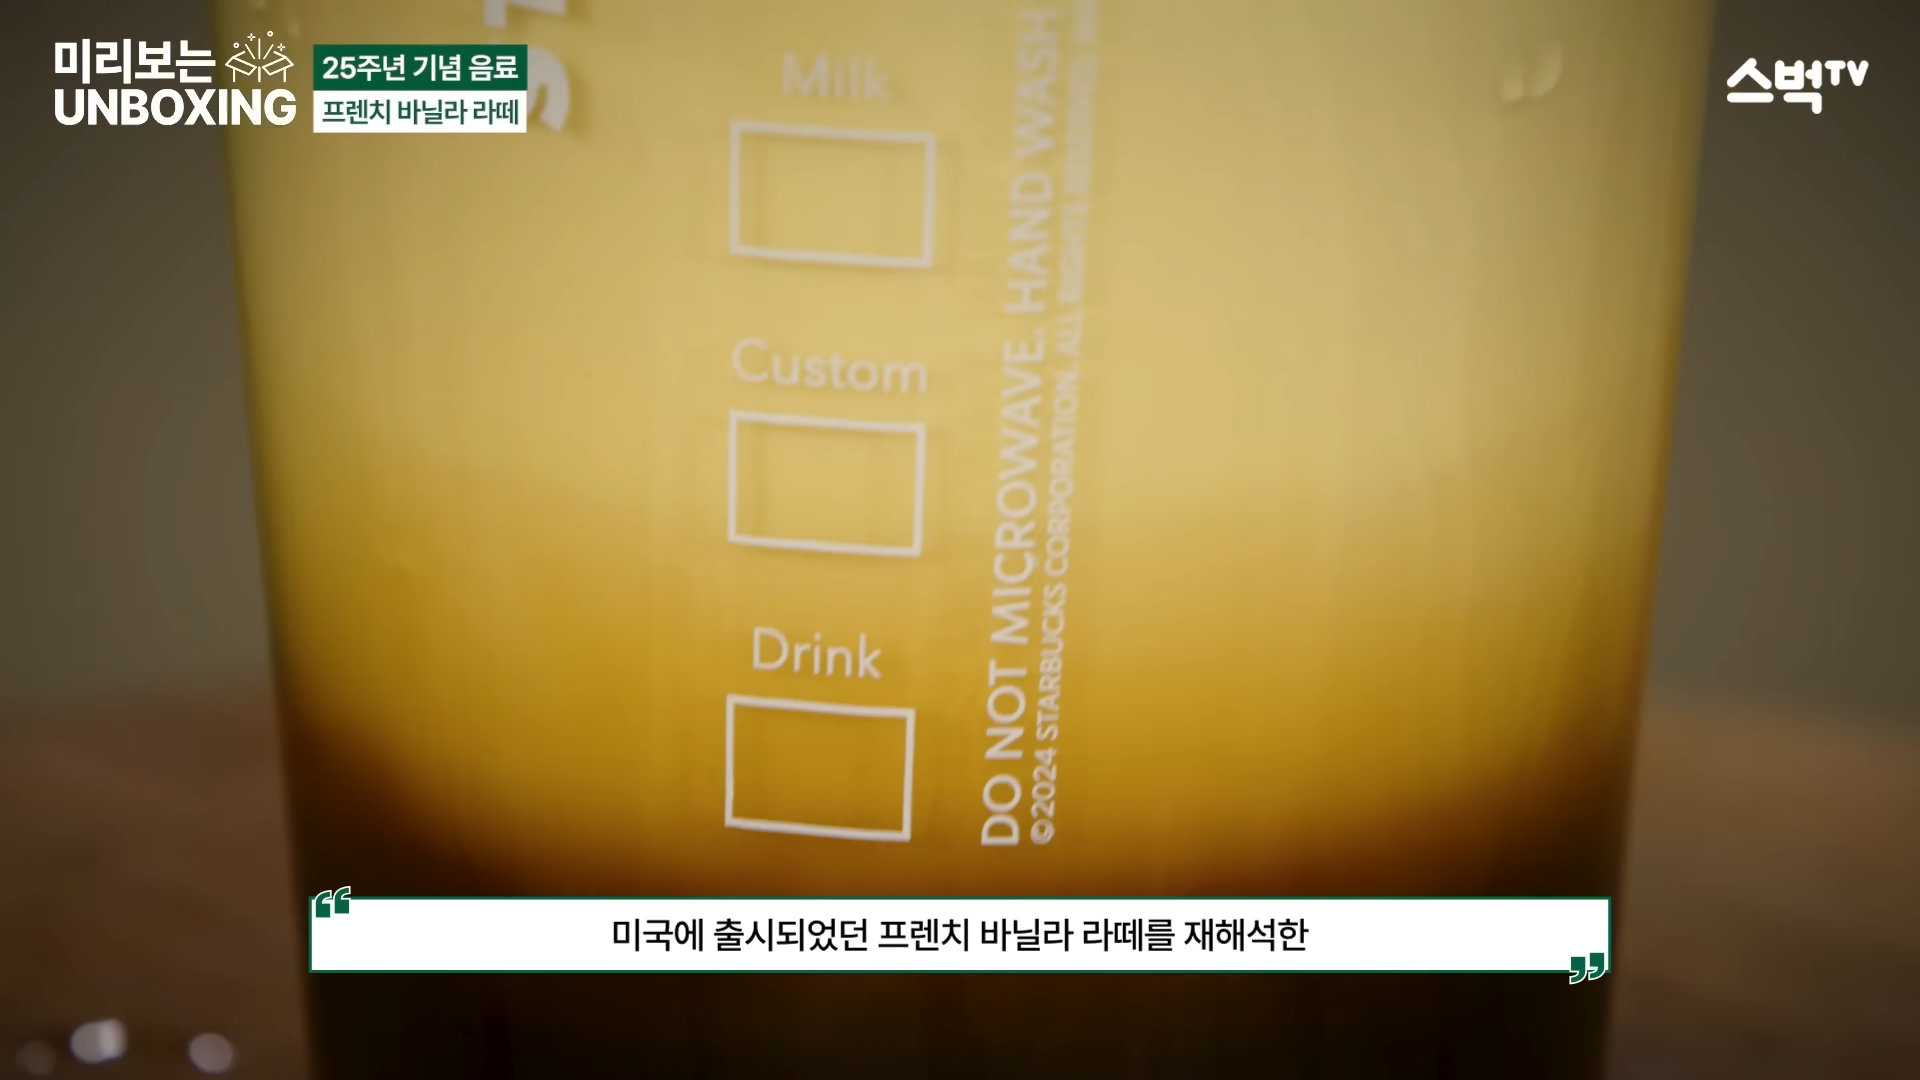 미리보는
UNBOXING
25주년 기념 음료
프렌치 바닐라 라떼
스벅TV
Milk
Custom
Drink
DO NOT MICROWAVE. HAND WASH
©2024 STARBUCKS CORPORATION. ALL RIGHTS RESERVED.
미국에 출시되었던 프렌치 바닐라 라떼를 재해석한